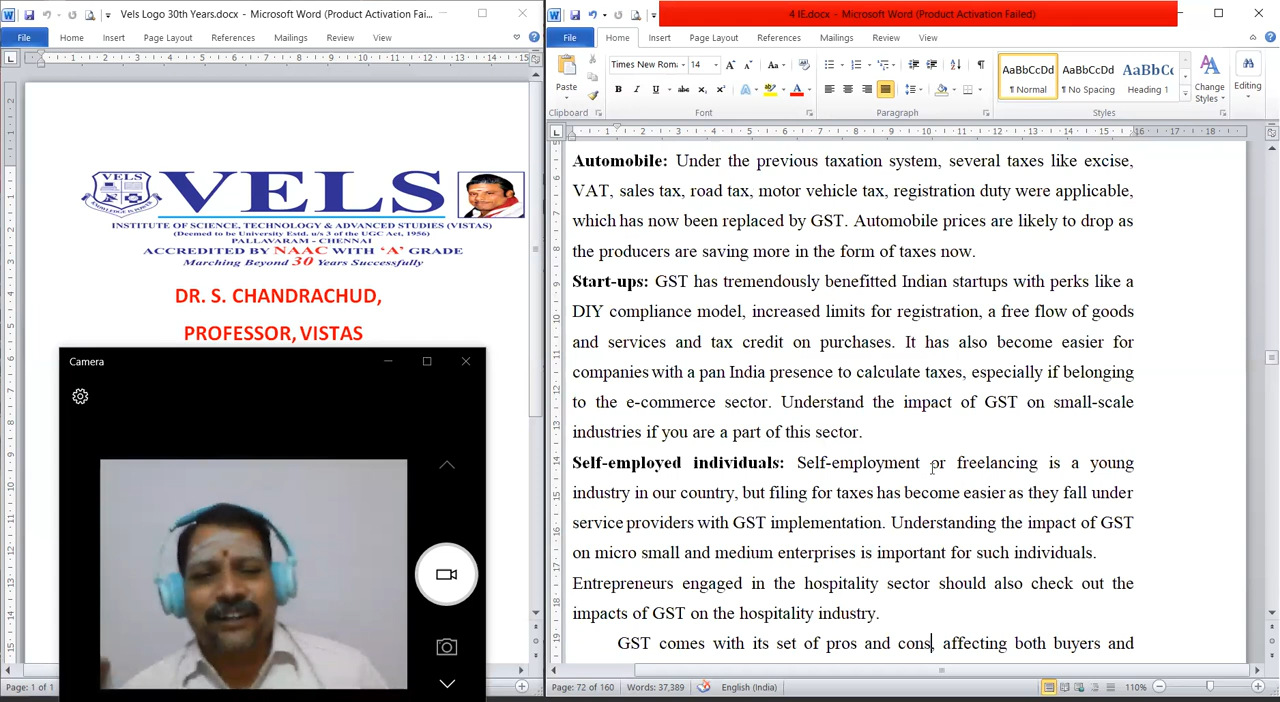 Vels Logo 30th Years.docx - Microsoft Word (Product Activation Fai...
File Home Insert Page Layout References Mailings Review View
VELS
VELS
INSTITUTE OF SCIENCE, TECHNOLOGY & ADVANCED STUDIES (VISTAS)
(Deemed to be University Estd. u/s 3 of the UGC Act, 1956)
PALLAVARAM - CHENNAI
ACCREDITED BY NAAC WITH ‘A’ GRADE
Marching Beyond 30 Years Successfully
DR. S. CHANDRACHUD,
PROFESSOR, VISTAS
Camera
Page: 1 of 1
4 IE.docx - Microsoft Word (Product Activation Failed)
File Home Insert Page Layout References Mailings Review View
Times New Rom 14
Paste
Clipboard Font Paragraph Styles
AaBbCcDd AaBbCcDd AaBbCc
¶ Normal ¶ No Spacing Heading 1
Change
Styles
Editing
Automobile: Under the previous taxation system, several taxes like excise,
VAT, sales tax, road tax, motor vehicle tax, registration duty were applicable,
which has now been replaced by GST. Automobile prices are likely to drop as
the producers are saving more in the form of taxes now.
Start-ups: GST has tremendously benefitted Indian startups with perks like a
DIY compliance model, increased limits for registration, a free flow of goods
and services and tax credit on purchases. It has also become easier for
companies with a pan India presence to calculate taxes, especially if belonging
to the e-commerce sector. Understand the impact of GST on small-scale
industries if you are a part of this sector.
Self-employed individuals: Self-employment or freelancing is a young
industry in our country, but filing for taxes has become easier as they fall under
service providers with GST implementation. Understanding the impact of GST
on micro small and medium enterprises is important for such individuals.
Entrepreneurs engaged in the hospitality sector should also check out the
impacts of GST on the hospitality industry.
GST comes with its set of pros and cons, affecting both buyers and
Page: 72 of 160 Words: 37,389 English (India) 110%